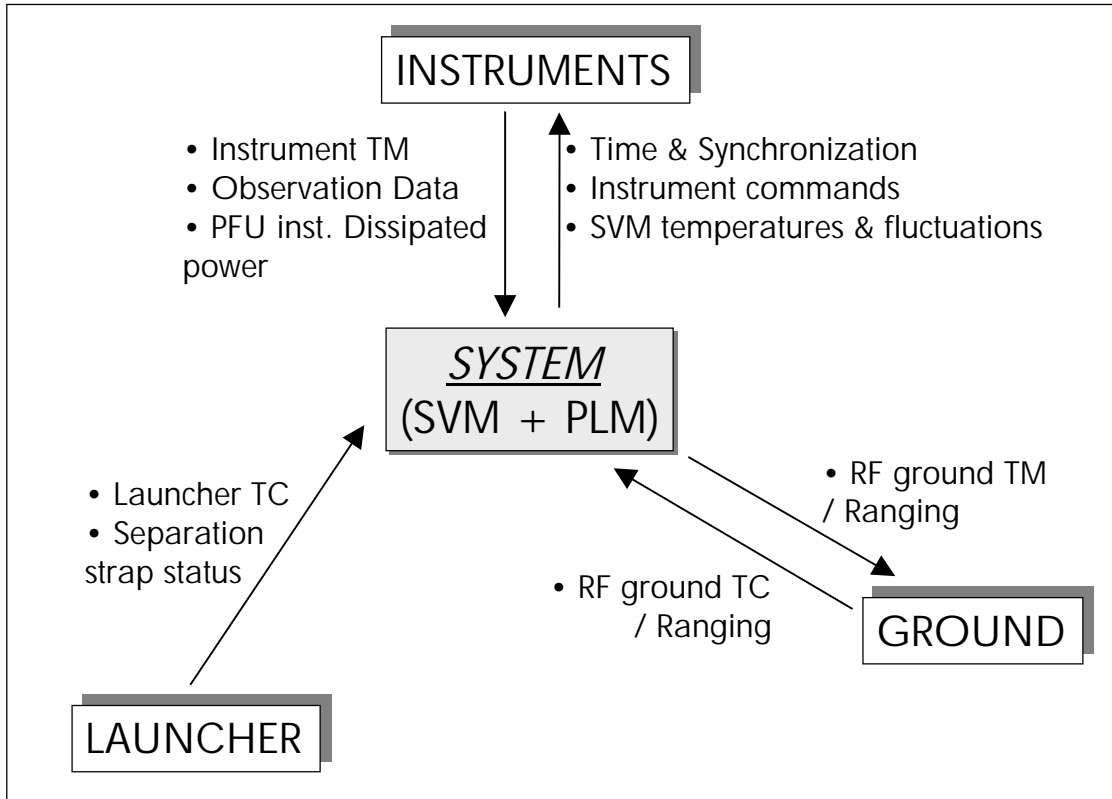 INSTRUMENTS
• Instrument TM
• Observation Data
• PFU inst. Dissipated
power
• Time & Synchronization
• Instrument commands
• SVM temperatures & fluctuations
SYSTEM
(SVM + PLM)
• Launcher TC
• Separation
strap status
• RF ground TM
/ Ranging
• RF ground TC
/ Ranging
GROUND
LAUNCHER